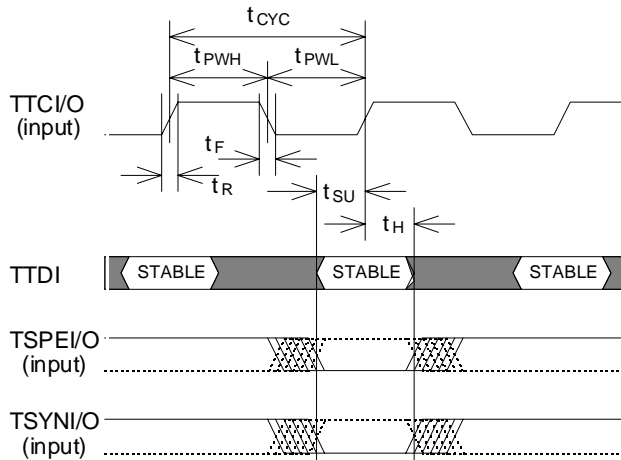 tCYC
tPWH tPWL
TTCI/O
(input)
tF
tR
tSU
tH
TTDI
STABLE STABLE STABLE
TSPEI/O
(input)
TSYNI/O
(input)